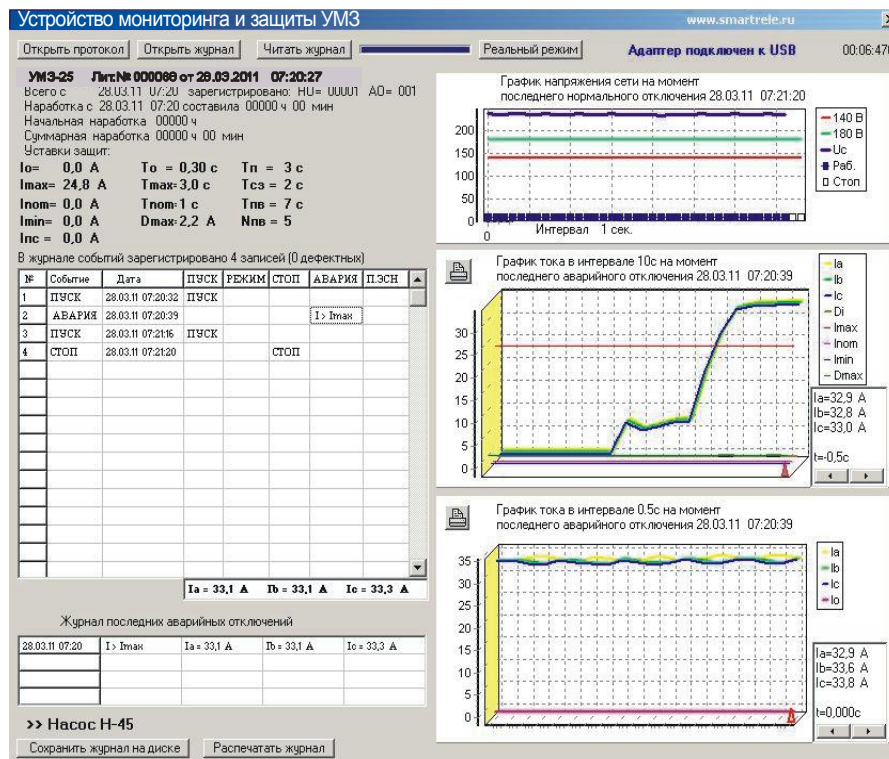 Устройство мониторинга и защиты УМЗ
www.smartrele.ru
Открыть протокол Открыть журнал Читать журнал Реальный режим Адаптер подключен к USB 00:06:47
УМЗ-25 Лит.№ 000068 от 28.03.2011 07:20:27
Всего с 28.03.11 07:20 зарегистрировано: НО= 00001 АО= 001
Наработка с 28.03.11 07:20 составила 00000 ч 00 мин
Начальная наработка 00000 ч
Суммарная наработка 00000 ч 00 мин
Уставки защит:
Io= 0,0 А То = 0,30 с Тп = 3 с
Imax= 24,8 А Tmax= 3,0 с Тсз = 2 с
Inom= 0,0 А Tnom= 1 с Тпв = 7 с
Imin= 0,0 А Dmax= 2,2 А Nпв = 5
Iпс = 0,0 А
В журнале событий зарегистрировано 4 записей (0 дефектных)
№ Событие Дата ПУСК РЕЖИМ СТОП АВАРИЯ П.ЭСН
1 ПУСК 28.03.11 07:20:32 ПУСК
2 АВАРИЯ 28.03.11 07:20:39 I> Imax
3 ПУСК 28.03.11 07:21:16 ПУСК
4 СТОП 28.03.11 07:21:20 СТОП
Ia = 33,1 А Ib = 33,1 А Ic = 33,3 А
Журнал последних аварийных отключений
28.03.11 07:20 I> Imax Ia = 33,1 А Ib = 33,1 А Ic = 33,3 А
>> Насос Н-45
Сохранить журнал на диске Распечатать журнал
График напряжения сети на момент
последнего нормального отключения 28.03.11 07:21:20
200
150
100
50
0
0
Интервал 1 сек.
140 В
180 В
Uc
Раб.
Стоп
График тока в интервале 10с на момент
последнего аварийного отключения 28.03.11 07:20:39
30
25
20
15
10
5
0
Ia
Ib
Ic
Di
Imax
Inom
Imin
Dmax
Ia=32,9 А
Ib=32,8 А
Ic=33,0 А
t=-0,5с
График тока в интервале 0.5с на момент
последнего аварийного отключения 28.03.11 07:20:39
35
30
25
20
15
10
5
0
Ia
Ib
Ic
Io
Ia=32,9 А
Ib=33,6 А
Ic=33,8 А
t=0,000с